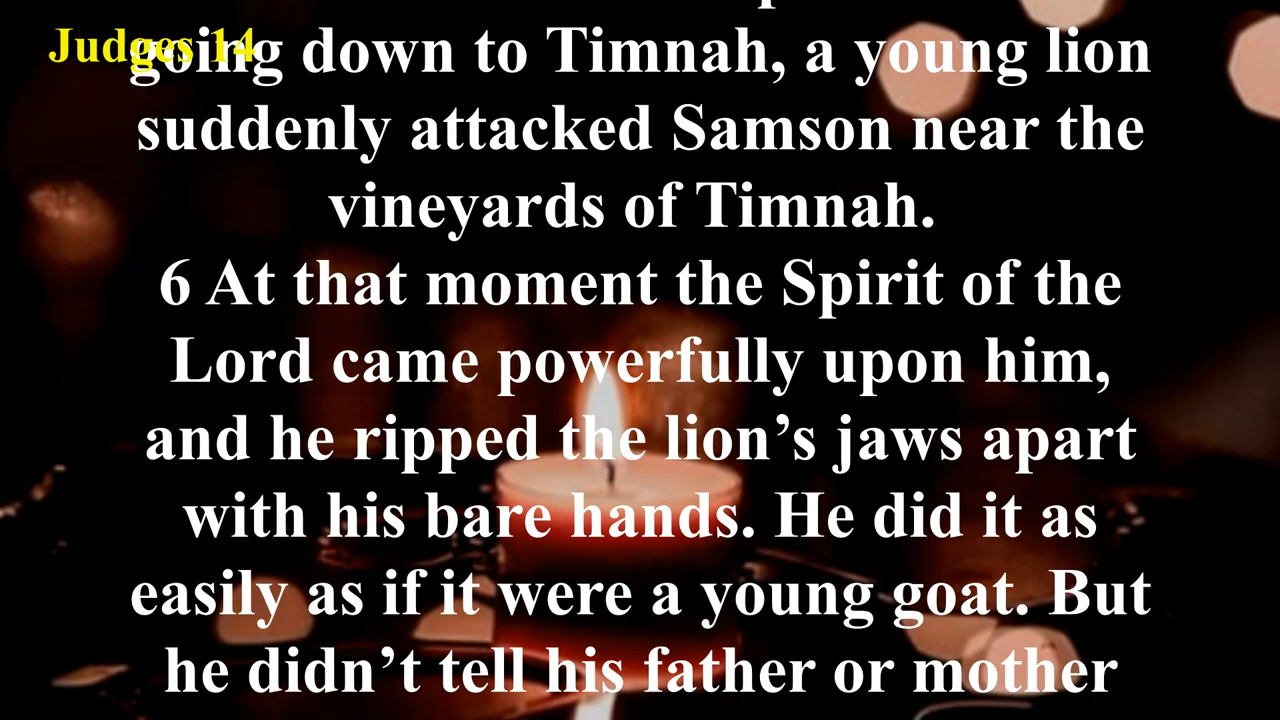 Judges 14
going down to Timnah, a young lion
suddenly attacked Samson near the
vineyards of Timnah.
6 At that moment the Spirit of the
Lord came powerfully upon him,
and he ripped the lion’s jaws apart
with his bare hands. He did it as
easily as if it were a young goat. But
he didn’t tell his father or mother